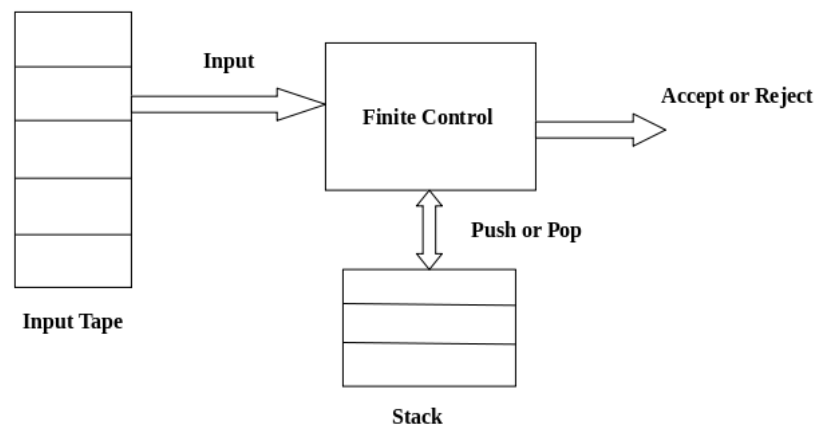 Input
Accept or Reject
Finite Control
Push or Pop
Input Tape
Stack